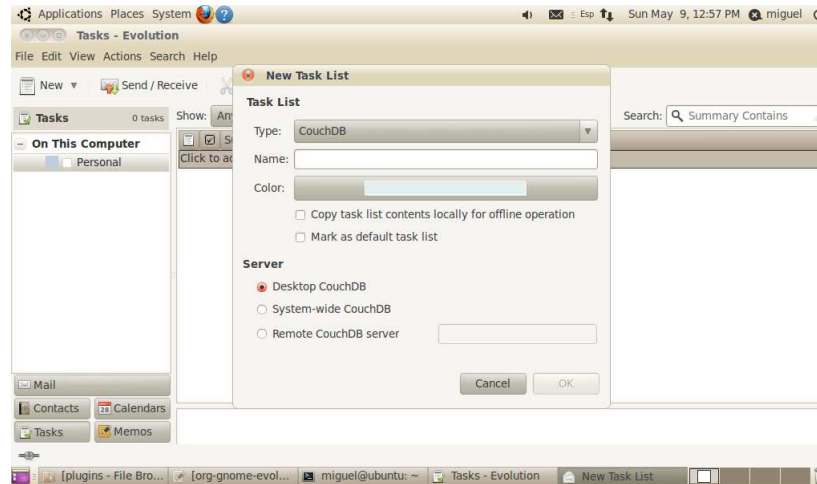 Applications Places System Esp Sun May 9, 12:57 PM miguel
Tasks - Evolution
File Edit View Actions Search Help
New Send / Receive
Tasks 0 tasks Show: Search: Summary Contains
On This Computer
Personal
Click to
New Task List
Task List
Type: CouchDB
Name:
Color:
Copy task list contents locally for offline operation
Mark as default task list
Server
Desktop CouchDB
System-wide CouchDB
Remote CouchDB server
Cancel OK
Mail
Contacts Calendars
Tasks Memos
[plugins - File Bro... [org-gnome-evol... miguel@ubuntu: ~ Tasks - Evolution New Task List